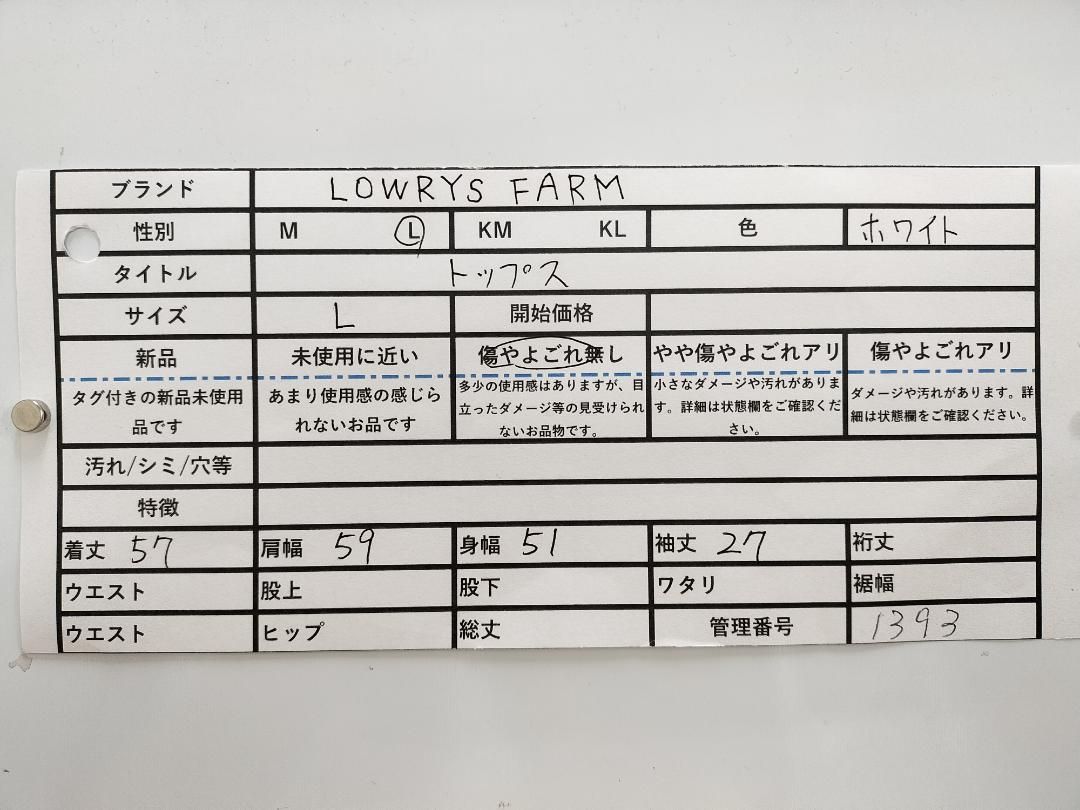 ブランド LOWRYS FARM
性別 M L KM KL 色 ホワイト
タイトル トップス
サイズ L 開始価格
新品 未使用に近い 傷やよごれ無し やや傷やよごれアリ 傷やよごれアリ
タグ付きの新品未使用
品です
あまり使用感の感じら
れないお品です
多少の使用感はありますが、目
立ったダメージ等の見受けられ
ないお品物です。
小さなダメージや汚れがありま
す。詳細は状態欄をご確認くだ
さい。
ダメージや汚れがあります。詳
細は状態欄をご確認ください。
汚れ/シミ/穴等
特徴
着丈 57 肩幅 59 身幅 51 袖丈 27 裄丈
ウエスト 股上 股下 ワタリ 裾幅
ウエスト ヒップ 総丈 管理番号 1393